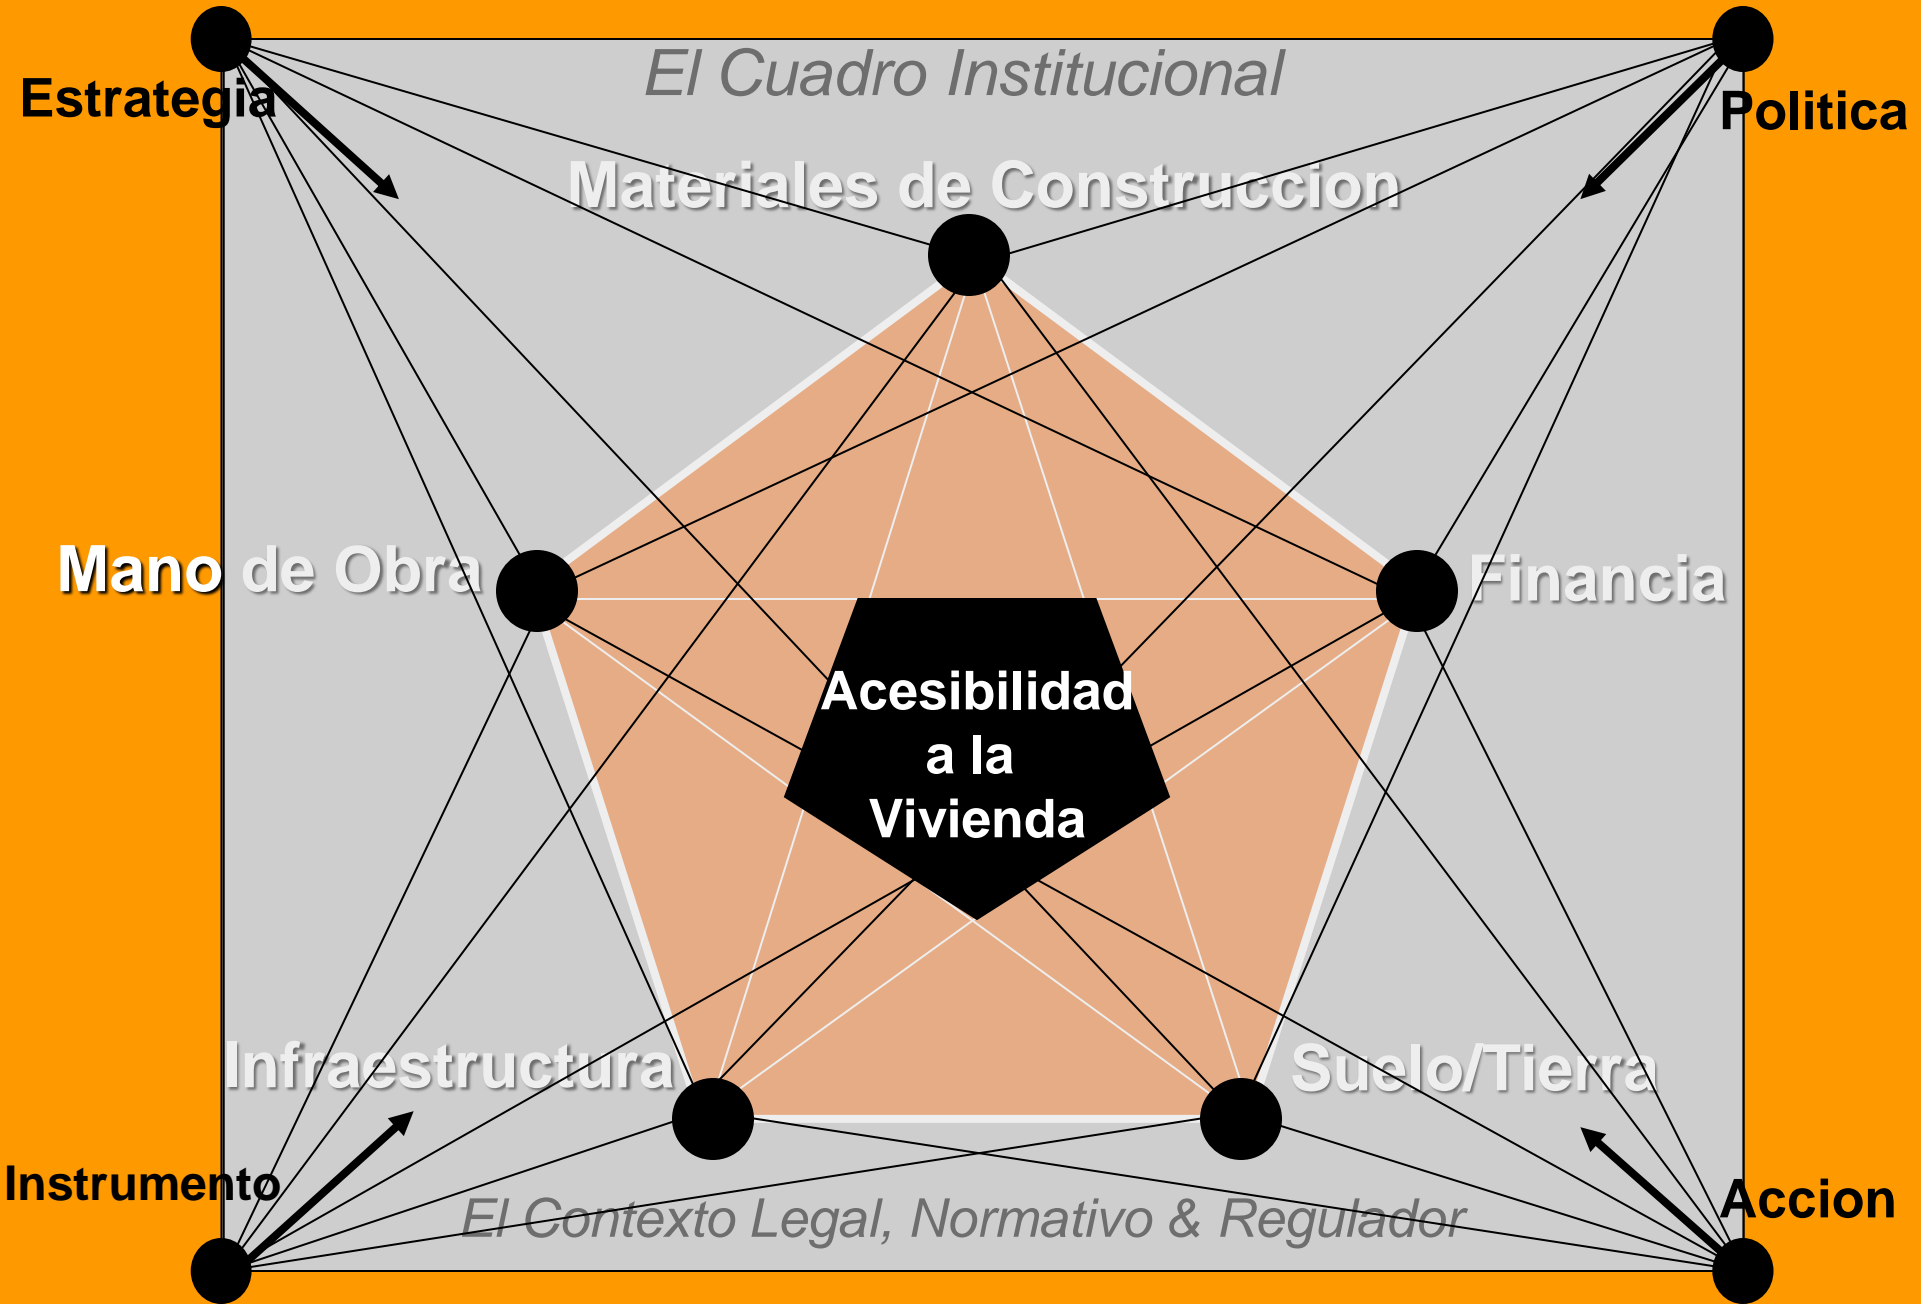 El Cuadro Institucional
Estrategia
Politica
Materiales de Construccion
Mano de Obra
Financia
Acesibilidad
a la
Vivienda
Infraestructura
Suelo/Tierra
Instrumento
Accion
El Contexto Legal, Normativo & Regulador